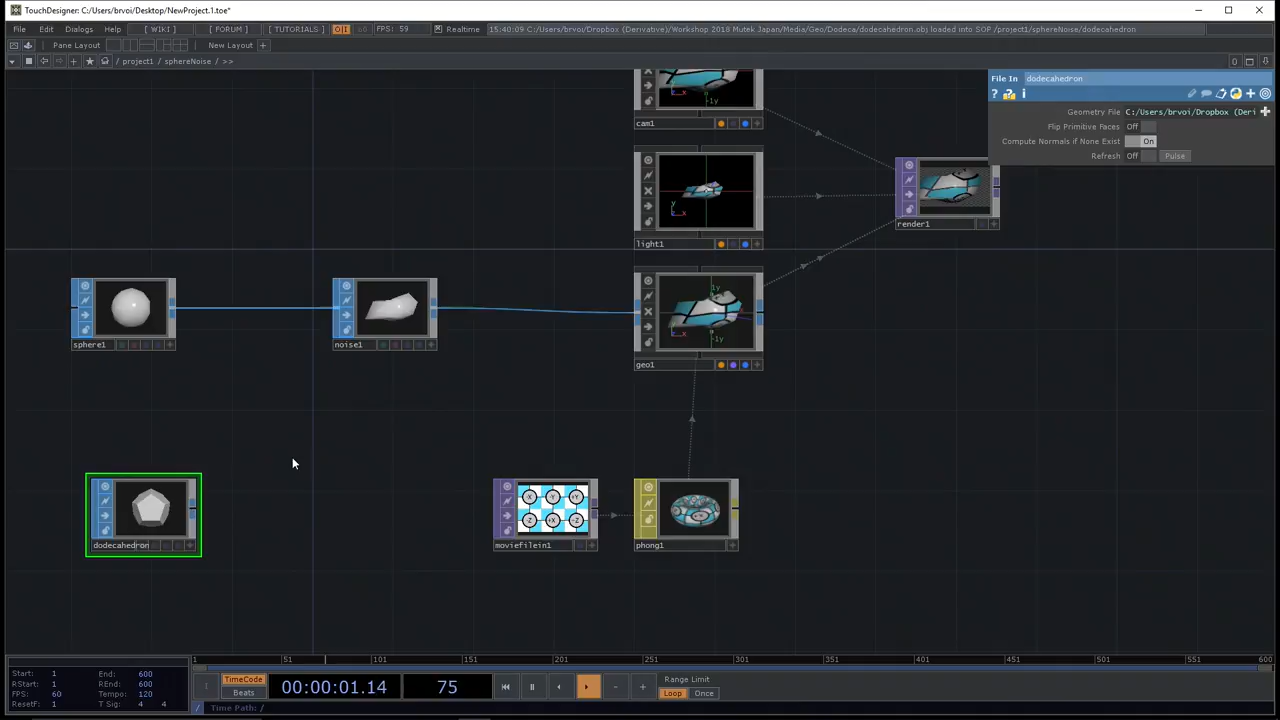 TouchDesigner: C:/Users/brvoi/Desktop/NewProject.1.toe*
File Edit Dialogs Help [ WIKI ] [ FORUM ] [ TUTORIALS ] O|I FPS: 59 Realtime 15:40:09 C:/Users/brvoi/Dropbox (Derivative)/Workshop 2018 Mutek Japan/Media/Geo/Dodeca/dodecahedron.obj loaded into SOP /project1/sphereNoise/dodecahedron
Pane Layout New Layout +
/ project1 / sphereNoise / >> 0
File In dodecahedron
? ? i
Geometry File C:/Users/brvoi/Dropbox (Deri
Flip Primitive Faces Off
Compute Normals if None Exist On
Refresh Off Pulse
-1y
cam1
y
z x
light1
render1
sphere1
noise1
1y
z x
-1y
geo1
-X -Y +Y
-Z +X +Z
dodecahedron
moviefilein1
phong1
1 51 101 151 201 251 301 351 401 451 501 551 600
Start: 1 End: 600
RStart: 1 REnd: 600
FPS: 60 Tempo: 120
ResetF: 1 T Sig: 4 4
TimeCode
Beats
00:00:01.14
75
Range Limit
Loop Once
/ Time Path: /